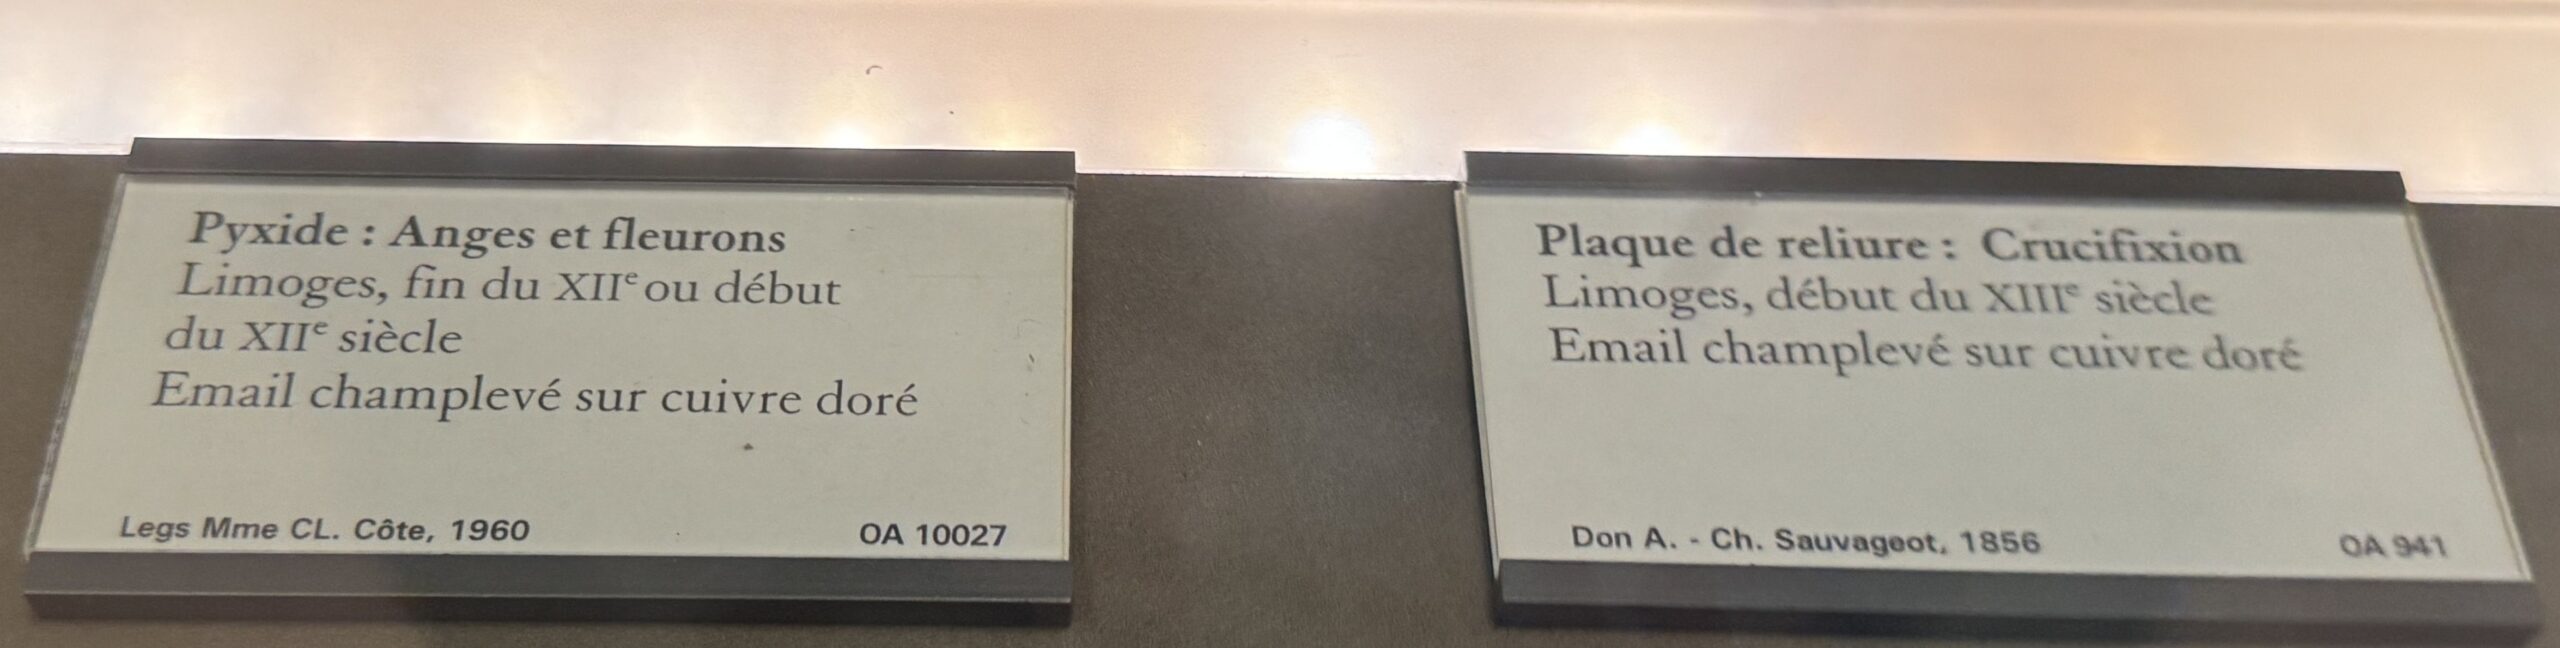 Pyxide : Anges et fleurons
Limoges, fin du XIIe ou début
du XIIe siècle
Email champlevé sur cuivre doré
Legs Mme CL. Côte, 1960 OA 10027
Plaque de reliure : Crucifixion
Limoges, début du XIIIe siècle
Email champlevé sur cuivre doré
Don A. - Ch. Sauvageot, 1856 OA 941